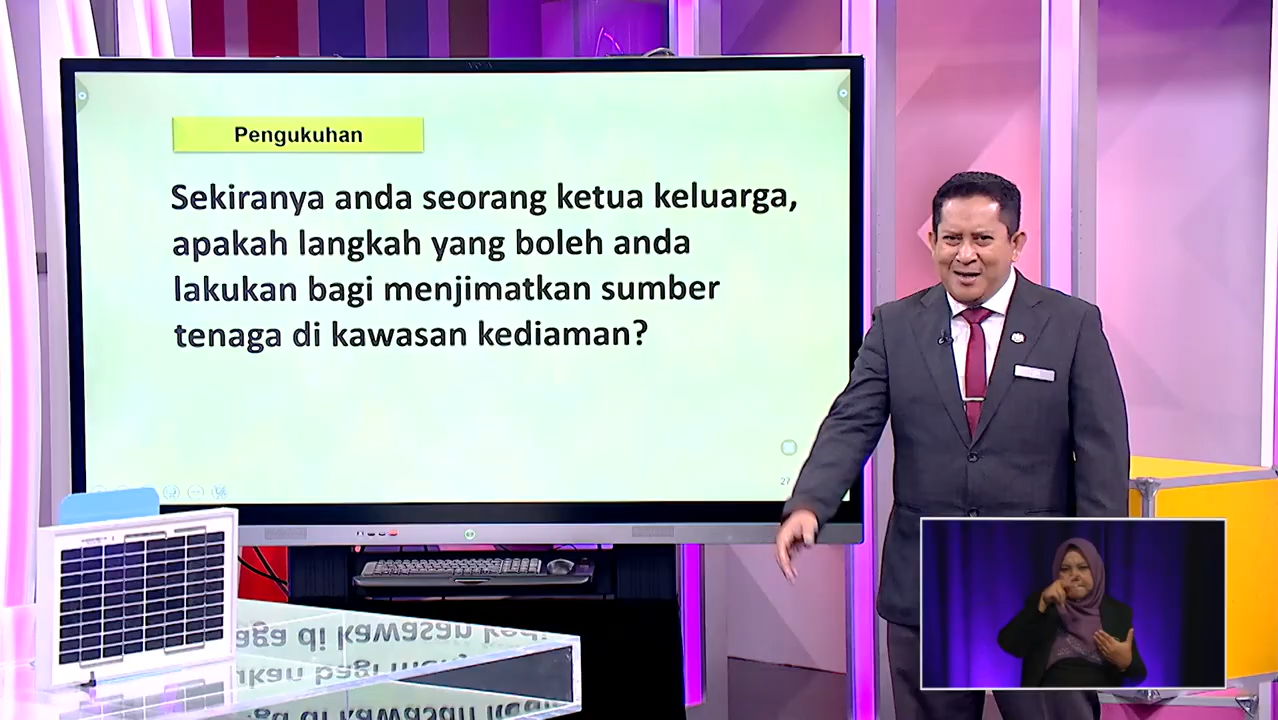 Pengukuhan
Sekiranya anda seorang ketua keluarga,
apakah langkah yang boleh anda
lakukan bagi menjimatkan sumber
tenaga di kawasan kediaman?
27